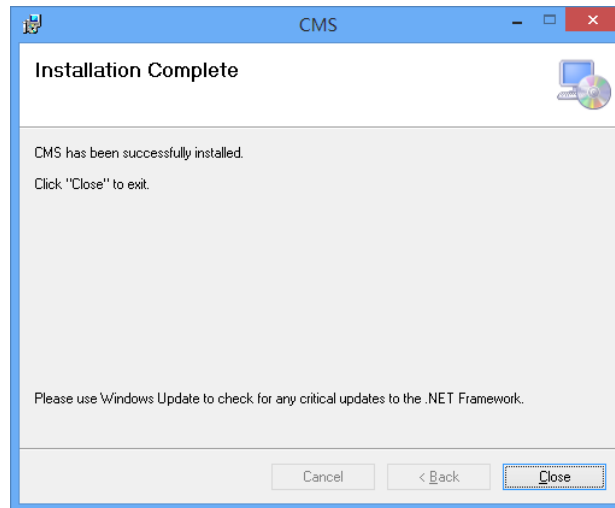 CMS
Installation Complete
CMS has been successfully installed.
Click "Close" to exit.
Please use Windows Update to check for any critical updates to the .NET Framework.
Cancel
< Back
Close